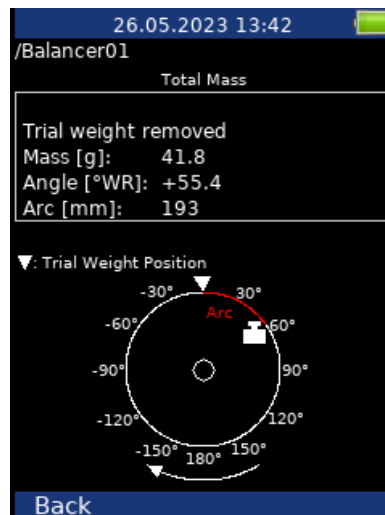 26.05.2023 13:42
/Balancer01
Total Mass
Trial weight removed
Mass [g]: 41.8
Angle [°WR]: +55.4
Arc [mm]: 193
▼: Trial Weight Position
-30° 30°
Arc
-60° 60°
-90° 90°
-120° 120°
-150° 180° 150°
Back